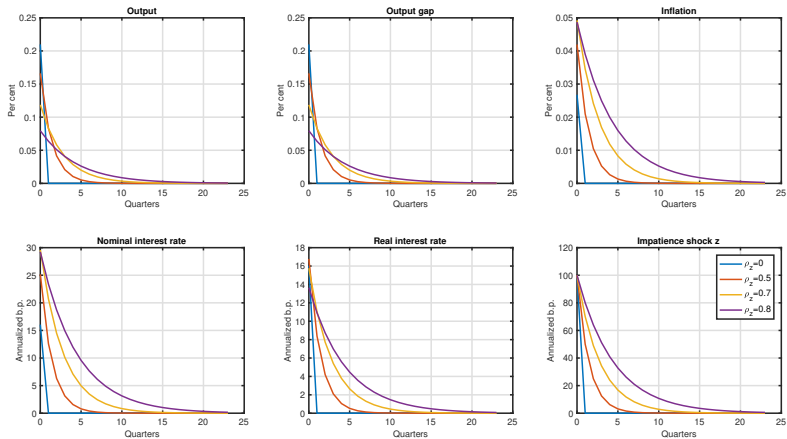 Output
Output gap
Inflation
Per cent
0.25
0.2
0.15
0.1
0.05
0
0 5 10 15 20 25
Quarters
Per cent
0.25
0.2
0.15
0.1
0.05
0
0 5 10 15 20 25
Quarters
Per cent
0.05
0.04
0.03
0.02
0.01
0
0 5 10 15 20 25
Quarters
Nominal interest rate
Real interest rate
Impatience shock z
Annualized b.p.
30
25
20
15
10
5
0
0 5 10 15 20 25
Quarters
Annualized b.p.
18
16
14
12
10
8
6
4
2
0
0 5 10 15 20 25
Quarters
Annualized b.p.
120
100
80
60
40
20
0
0 5 10 15 20 25
Quarters
ρz=0
ρz=0.5
ρz=0.7
ρz=0.8